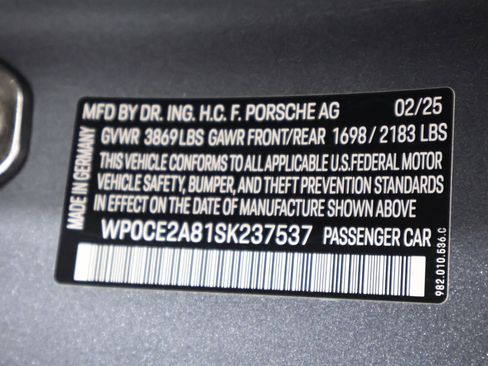 MFD BY DR. ING. H.C. F. PORSCHE AG 02/25
GVWR 3869 LBS GAWR FRONT/REAR 1698 / 2183 LBS
THIS VEHICLE CONFORMS TO ALL APPLICABLE U.S. FEDERAL MOTOR
VEHICLE SAFETY, BUMPER, AND THEFT PREVENTION STANDARDS
IN EFFECT ON THE DATE OF MANUFACTURE SHOWN ABOVE
WP0CE2A81SK237537 PASSENGER CAR
MADE IN GERMANY
982.010.536.C